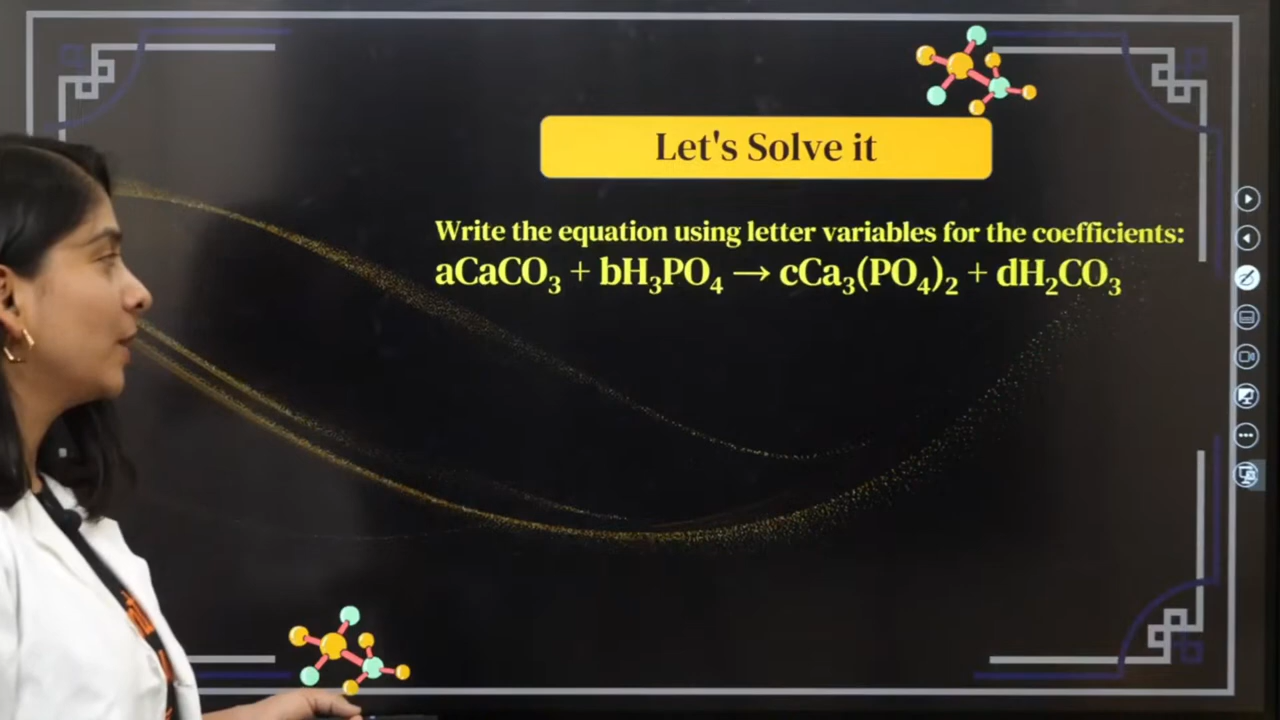 Let's Solve it
Write the equation using letter variables for the coefficients:
aCaCO₃ + bH₃PO₄ → cCa₃(PO₄)₂ + dH₂CO₃